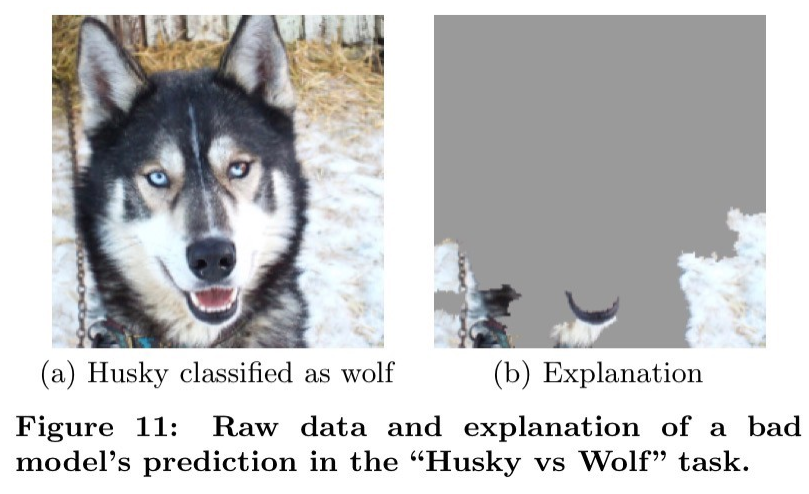 (a) Husky classified as wolf
(b) Explanation
Figure 11: Raw data and explanation of a bad
model's prediction in the “Husky vs Wolf” task.